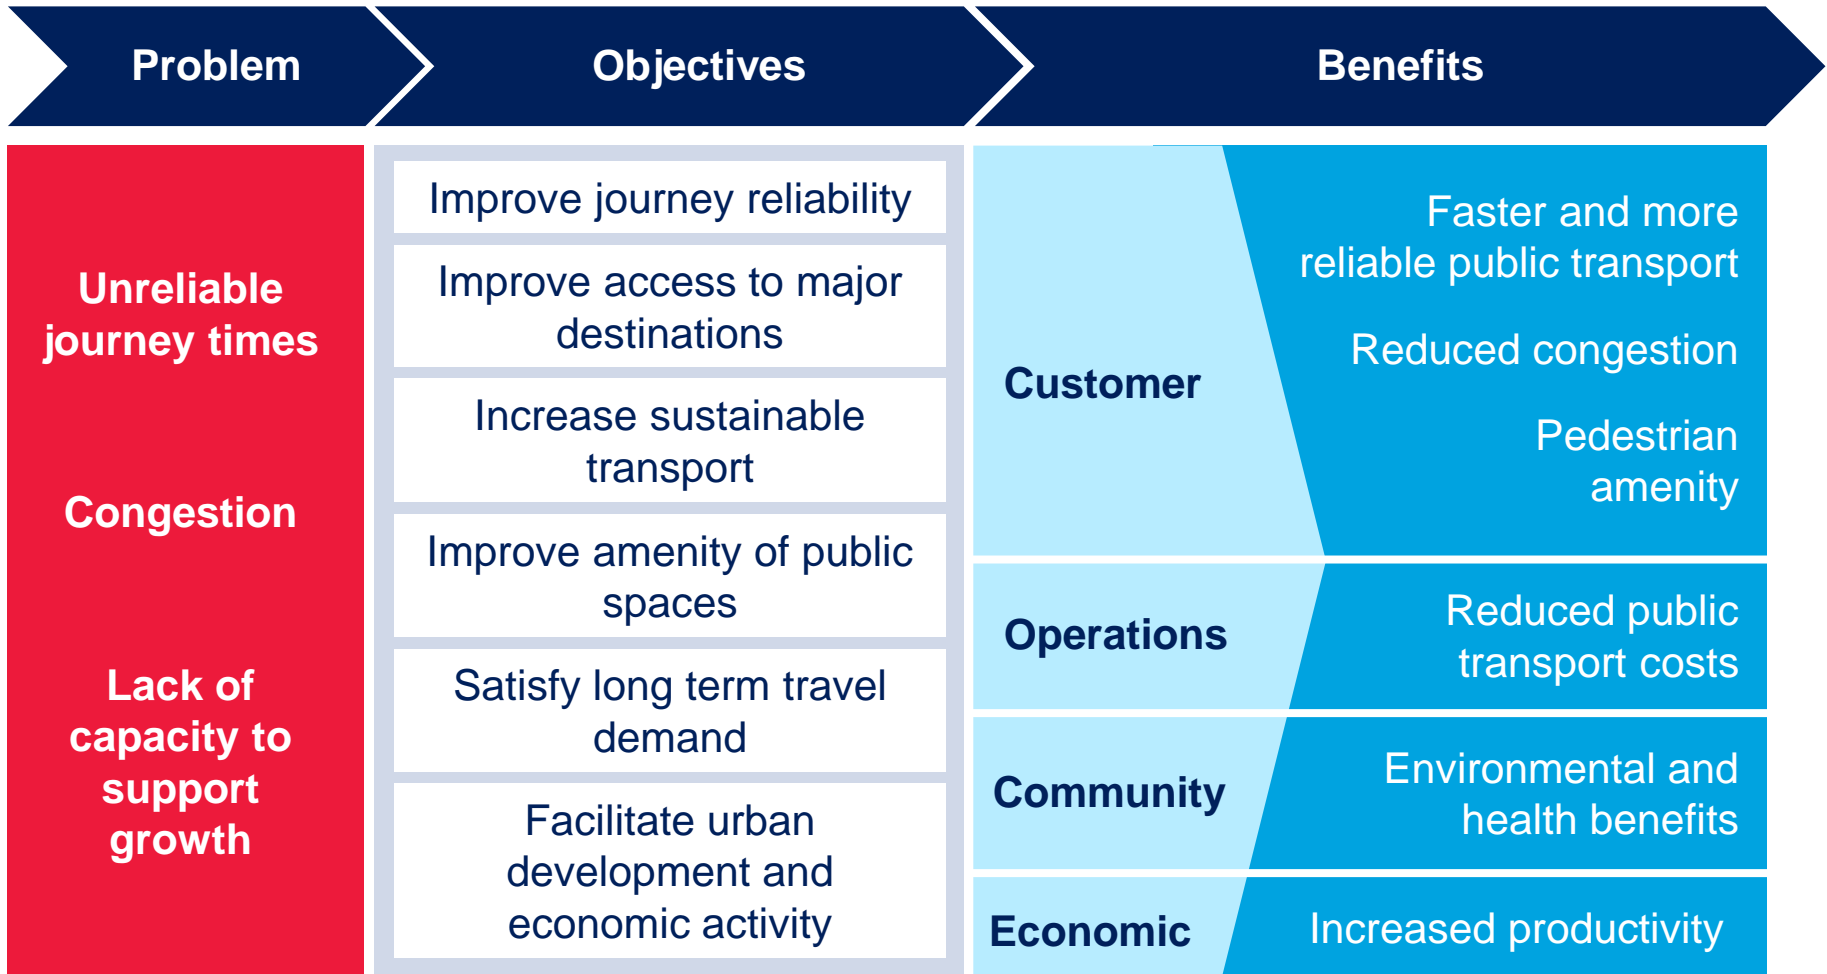 Problem
Objectives
Benefits
Unreliable
journey times
Congestion
Lack of
capacity to
support
growth
Improve journey reliability
Improve access to major
destinations
Increase sustainable
transport
Improve amenity of public
spaces
Satisfy long term travel
demand
Facilitate urban
development and
economic activity
Customer
Faster and more
reliable public transport
Reduced congestion
Pedestrian
amenity
Operations
Reduced public
transport costs
Community
Environmental and
health benefits
Economic
Increased productivity